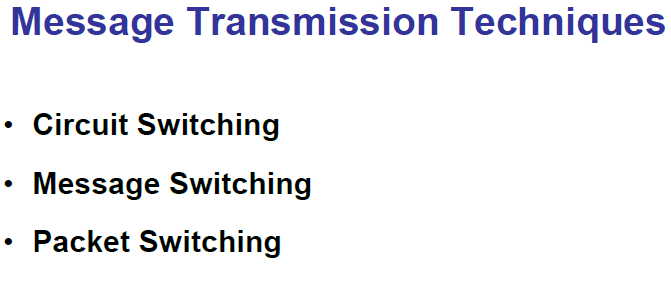 Message Transmission Techniques
• Circuit Switching
• Message Switching
• Packet Switching